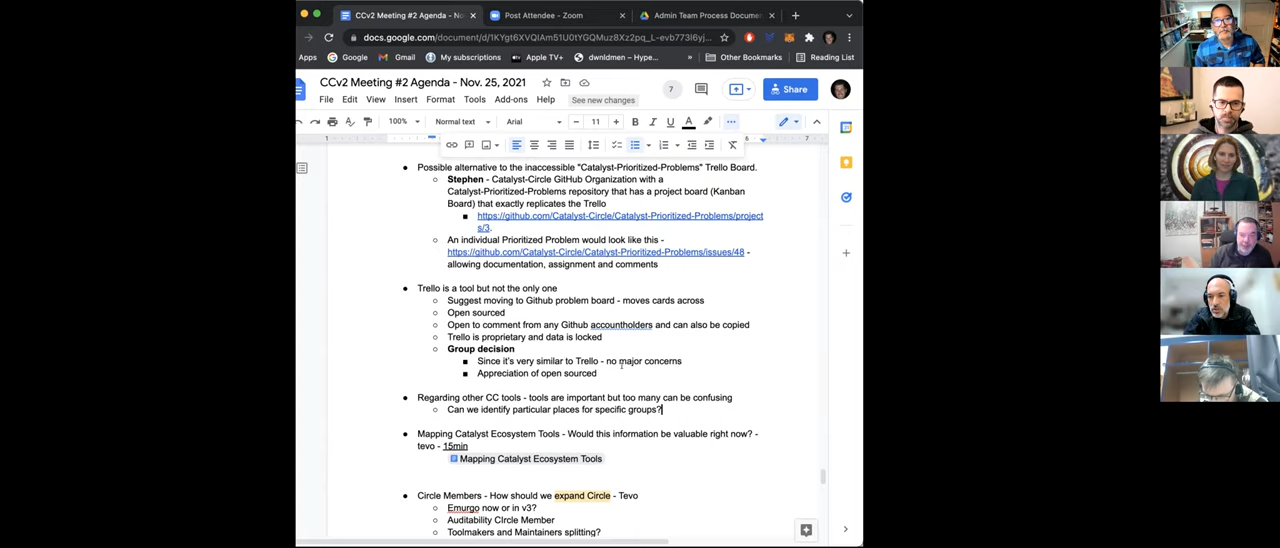 CCv2 Meeting #2 Agenda - No
Post Attendee - Zoom
Admin Team Process Documen
docs.google.com/document/d/1KYgt6XVQIAm51U0tYGQMuz8Xz2pq_L-evb773i6yj...
Apps
Google
Gmail
My subscriptions
Apple TV+
dwnldmen – Hype...
»
Other Bookmarks
Reading List
CCv2 Meeting #2 Agenda - Nov. 25, 2021
7
Share
File Edit View Insert Format Tools Add-ons Help
See new changes
100%
Normal text
Arial
11
B I U A
1
6
7
● Possible alternative to the inaccessible "Catalyst-Prioritized-Problems" Trello Board.
○ Stephen - Catalyst-Circle GitHub Organization with a
Catalyst-Prioritized-Problems repository that has a project board (Kanban
Board) that exactly replicates the Trello
■ https://github.com/Catalyst-Circle/Catalyst-Prioritized-Problems/project
s/3.
○ An individual Prioritized Problem would look like this -
https://github.com/Catalyst-Circle/Catalyst-Prioritized-Problems/issues/48 -
allowing documentation, assignment and comments
● Trello is a tool but not the only one
○ Suggest moving to Github problem board - moves cards across
○ Open sourced
○ Open to comment from any Github accountholders and can also be copied
○ Trello is proprietary and data is locked
○ Group decision
■ Since it's very similar to Trello - no major concerns
■ Appreciation of open sourced
● Regarding other CC tools - tools are important but too many can be confusing
○ Can we identify particular places for specific groups?
● Mapping Catalyst Ecosystem Tools - Would this information be valuable right now? -
tevo - 15min
Mapping Catalyst Ecosystem Tools
● Circle Members - How should we expand Circle - Tevo
○ Emurgo now or in v3?
○ Auditability CIrcle Member
○ Toolmakers and Maintainers splitting?